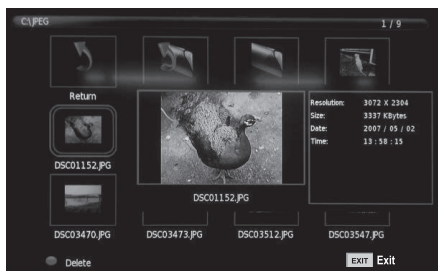 C:\JPEG
1 / 9
Return
Resolution: 3072 X 2304
Size: 3337 KBytes
Date: 2007 / 05 / 02
Time: 13 : 58 : 15
DSC01152.JPG
DSC01152.JPG
DSC03470.JPG DSC03473.JPG DSC03512.JPG DSC03547.JPG
Delete
EXIT Exit